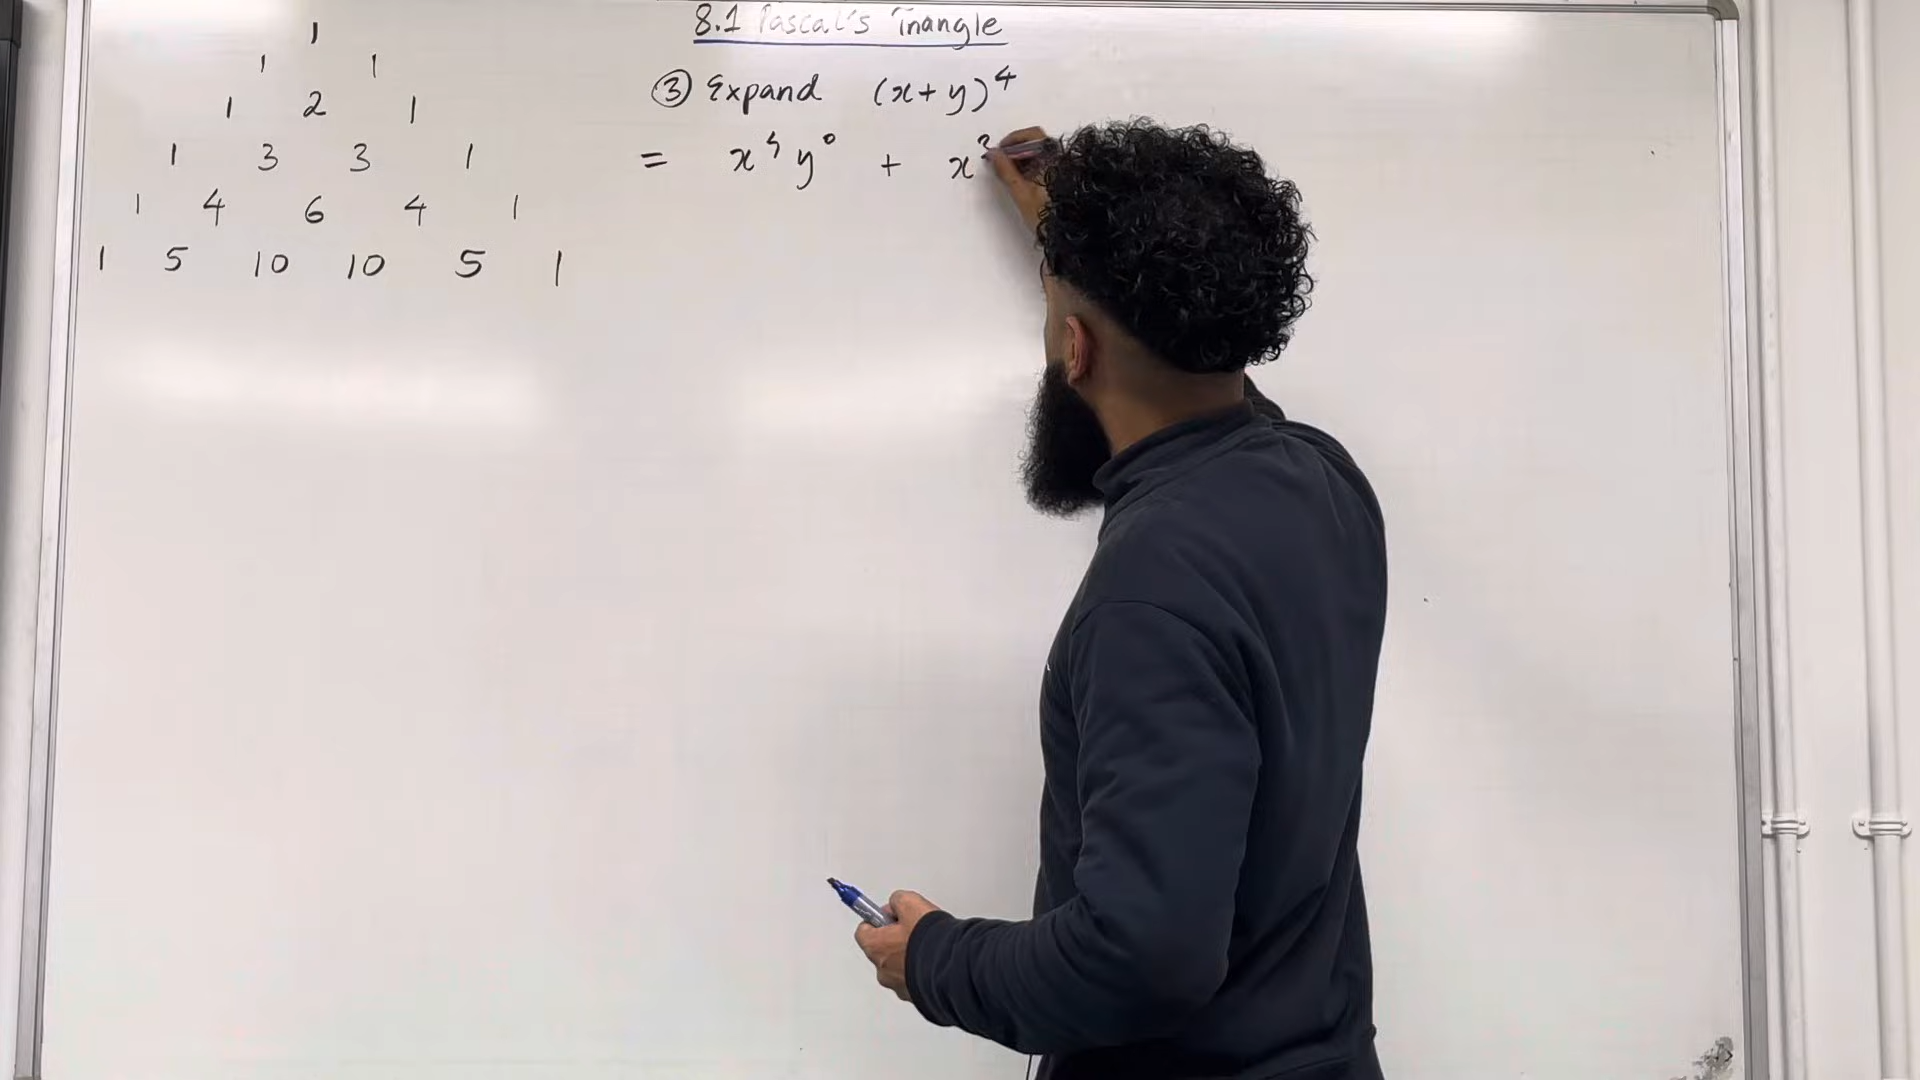 8.1 Pascal's Triangle
1
1 1
1 2 1
1 3 3 1
1 4 6 4 1
1 5 10 10 5 1
③ Expand (x+y)⁴
= x⁴y⁰ + x³